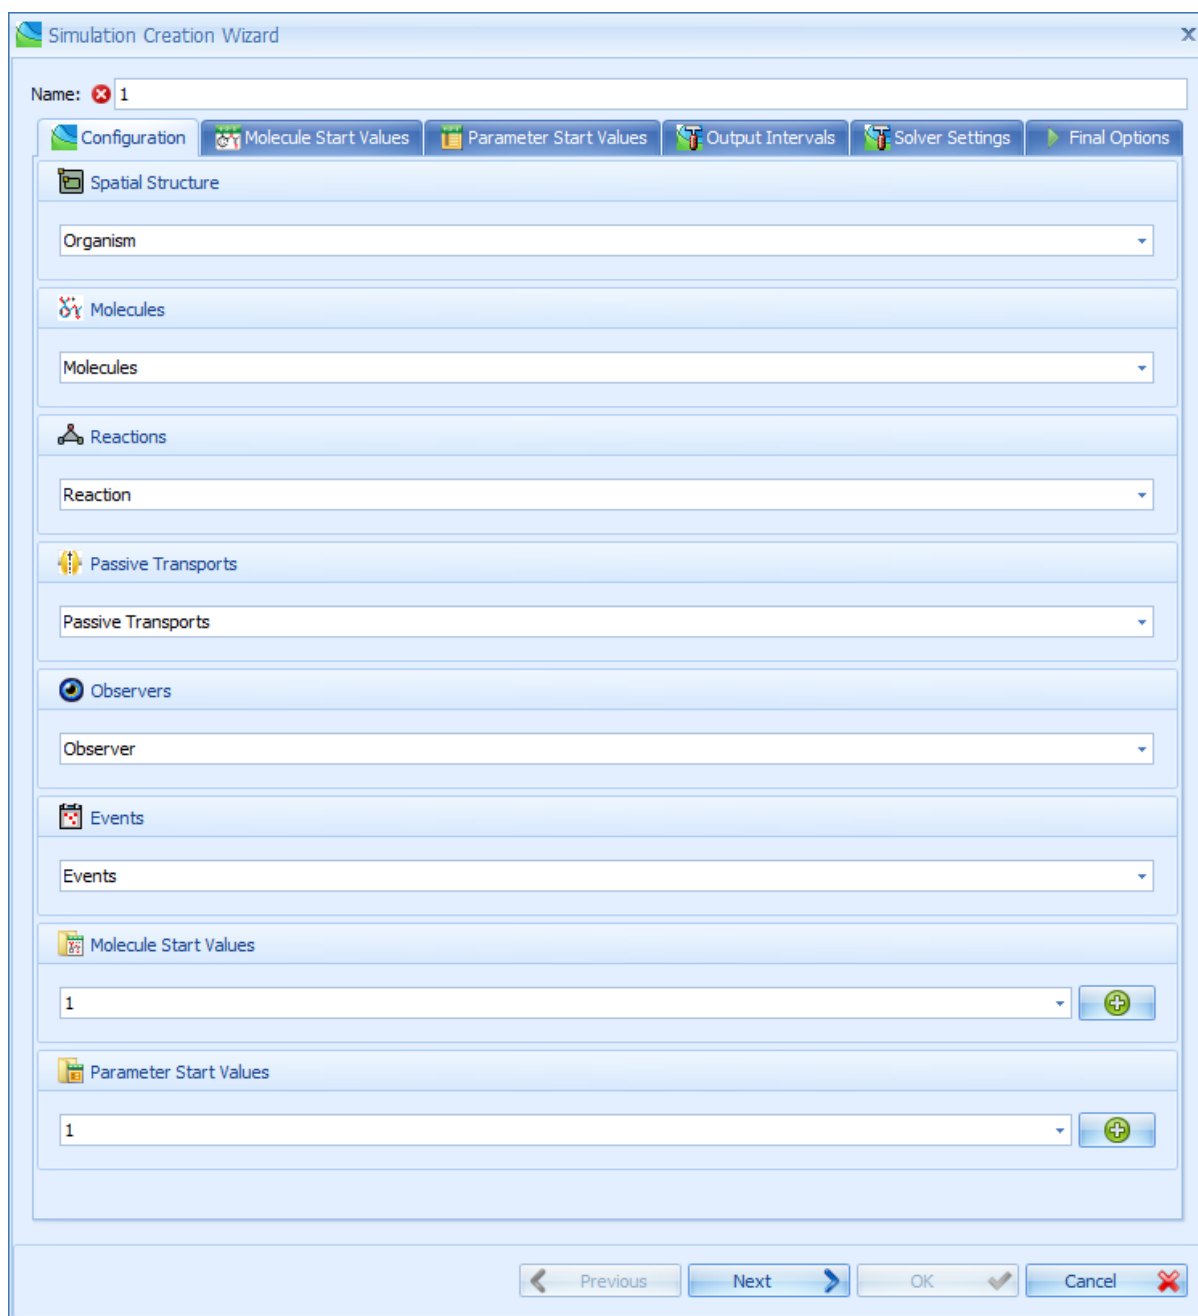 Simulation Creation Wizard
Name: 1
Configuration Molecule Start Values Parameter Start Values Output Intervals Solver Settings Final Options
Spatial Structure
Organism
Molecules
Molecules
Reactions
Reaction
Passive Transports
Passive Transports
Observers
Observer
Events
Events
Molecule Start Values
1
Parameter Start Values
1
Previous Next OK Cancel